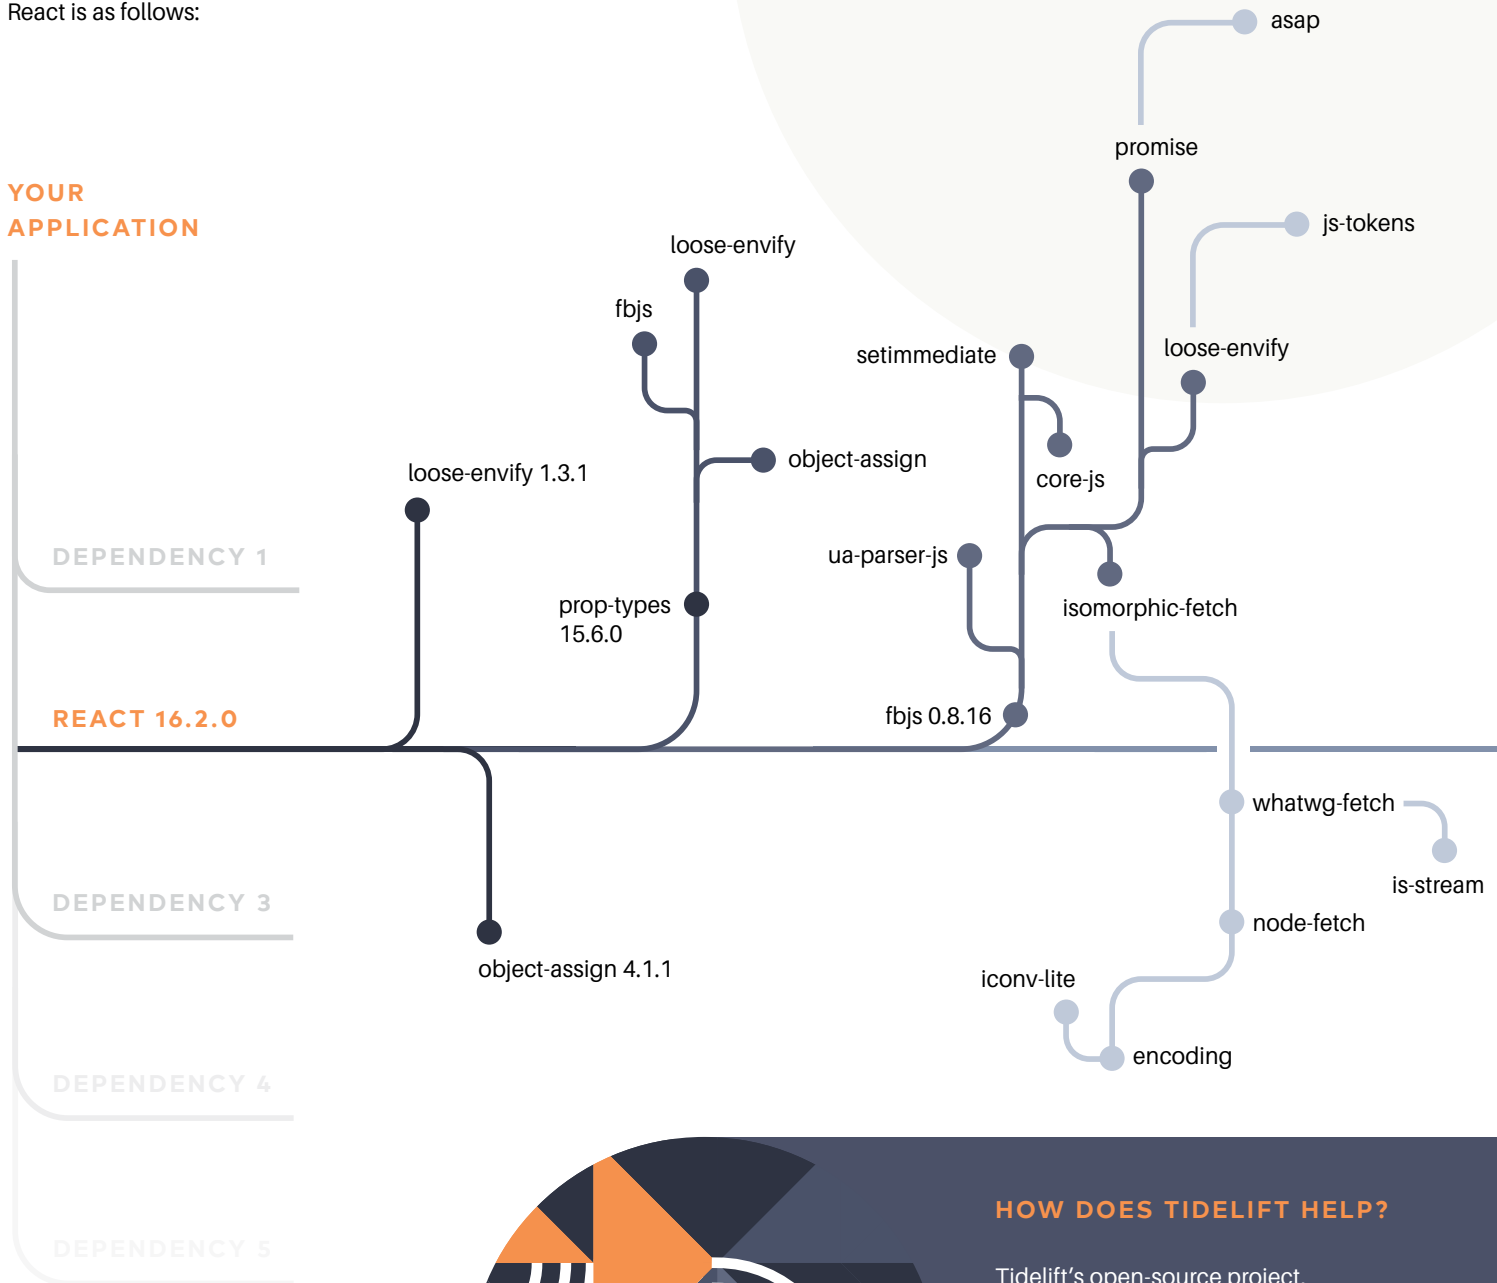 React is as follows:
asap
promise
YOUR
APPLICATION
js-tokens
loose-envify
fbjs
setimmediate
loose-envify
object-assign
loose-envify 1.3.1
core-js
DEPENDENCY 1
ua-parser-js
prop-types
15.6.0
isomorphic-fetch
REACT 16.2.0
fbjs 0.8.16
whatwg-fetch
is-stream
DEPENDENCY 3
node-fetch
object-assign 4.1.1
iconv-lite
encoding
DEPENDENCY 4
HOW DOES TIDELIFT HELP?
DEPENDENCY 5
Tidelift's open-source project,